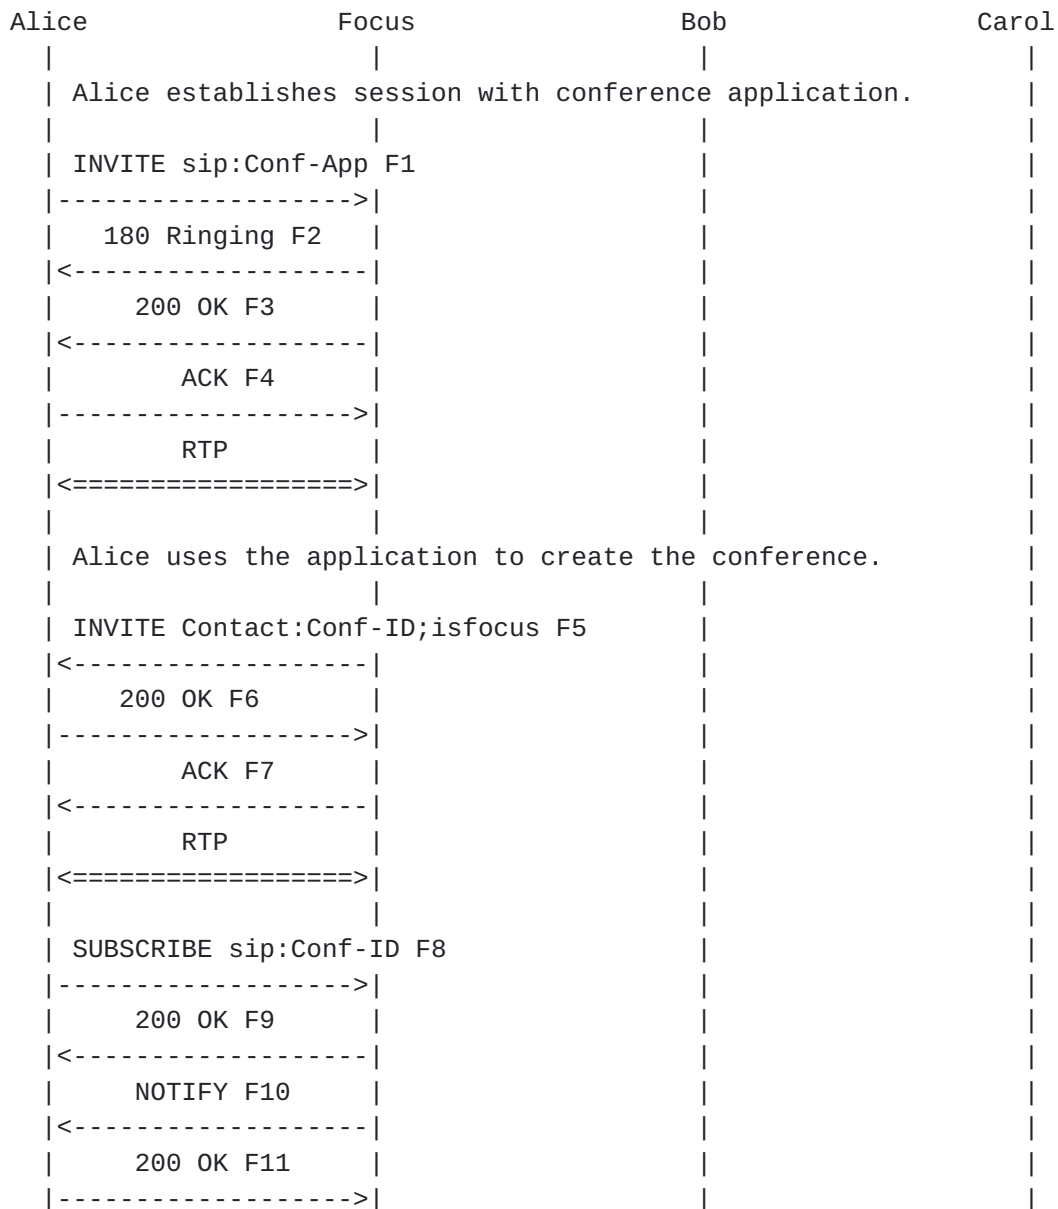 Alice                Focus                 Bob                Carol
  |                    |                    |                    |
  | Alice establishes session with conference application.       |
  |                    |                    |                    |
  | INVITE sip:Conf-App F1                  |                    |
  |------------------->|                    |                    |
  |   180 Ringing F2   |                    |                    |
  |<-------------------|                    |                    |
  |     200 OK F3      |                    |                    |
  |<-------------------|                    |                    |
  |        ACK F4      |                    |                    |
  |------------------->|                    |                    |
  |        RTP         |                    |                    |
  |<==================>|                    |                    |
  |                    |                    |                    |
  | Alice uses the application to create the conference.         |
  |                    |                    |                    |
  | INVITE Contact:Conf-ID;isfocus F5       |                    |
  |<-------------------|                    |                    |
  |    200 OK F6       |                    |                    |
  |------------------->|                    |                    |
  |        ACK F7      |                    |                    |
  |<-------------------|                    |                    |
  |        RTP         |                    |                    |
  |<==================>|                    |                    |
  |                    |                    |                    |
  | SUBSCRIBE sip:Conf-ID F8                |                    |
  |------------------->|                    |                    |
  |     200 OK F9      |                    |                    |
  |<-------------------|                    |                    |
  |     NOTIFY F10     |                    |                    |
  |<-------------------|                    |                    |
  |     200 OK F11     |                    |                    |
  |------------------->|                    |                    |